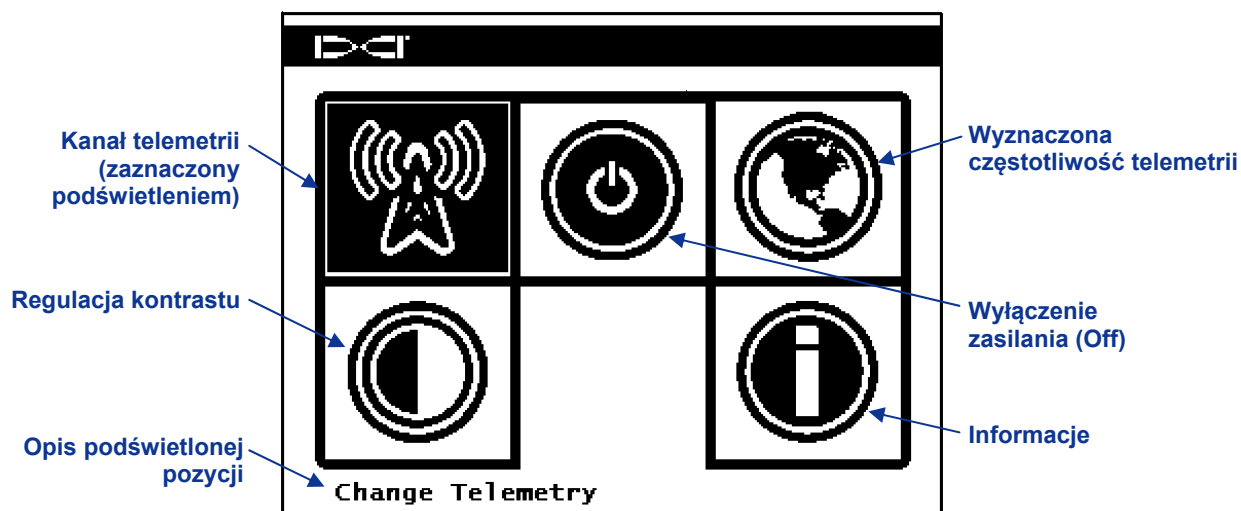 DCI
Kanał telemetrii
(zaznaczony
podświetleniem)
Wyznaczona
częstotliwość telemetrii
Regulacja kontrastu
Wyłączenie
zasilania (Off)
Opis podświetlonej
pozycji
Informacje
Change Telemetry